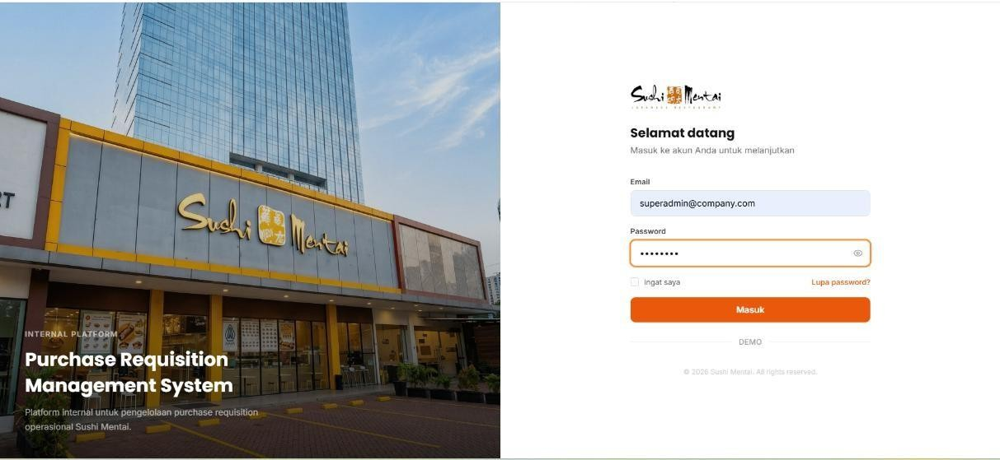 Sushi Mentai
INTERNAL PLATFORM
Purchase Requisition
Management System
Platform internal untuk pengelolaan purchase requisition
operasional Sushi Mentai.
Sushi Mentai
JAPANESE RESTAURANT
Selamat datang
Masuk ke akun Anda untuk melanjutkan
Email
superadmin@company.com
Password
••••••••
Ingat saya
Lupa password?
Masuk
DEMO
© 2026 Sushi Mentai. All rights reserved.